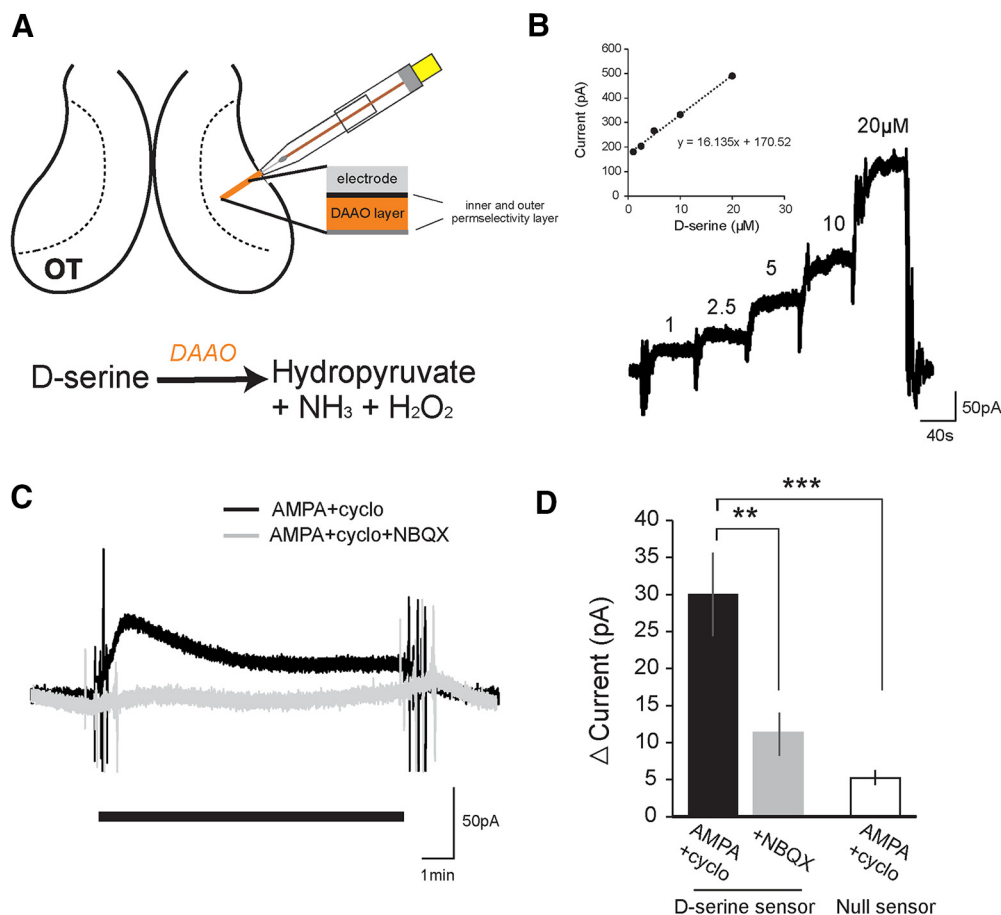 A
electrode
DAAO layer
inner and outer
permselectivity layer
OT
DAAO
D-serine
Hydropyruvate
+ NH₃ + H₂O₂
B
600
500
400
300
200
100
0
Current (pA)
y = 16.135x + 170.52
0 10 20 30
D-serine (µM)
1
2.5
5
10
20µM
50pA
40s
C
AMPA+cyclo
AMPA+cyclo+NBQX
50pA
1min
D
***
**
40
35
30
25
20
15
10
5
0
△ Current (pA)
AMPA
+cyclo
+NBQX
AMPA
+cyclo
D-serine sensor
Null sensor